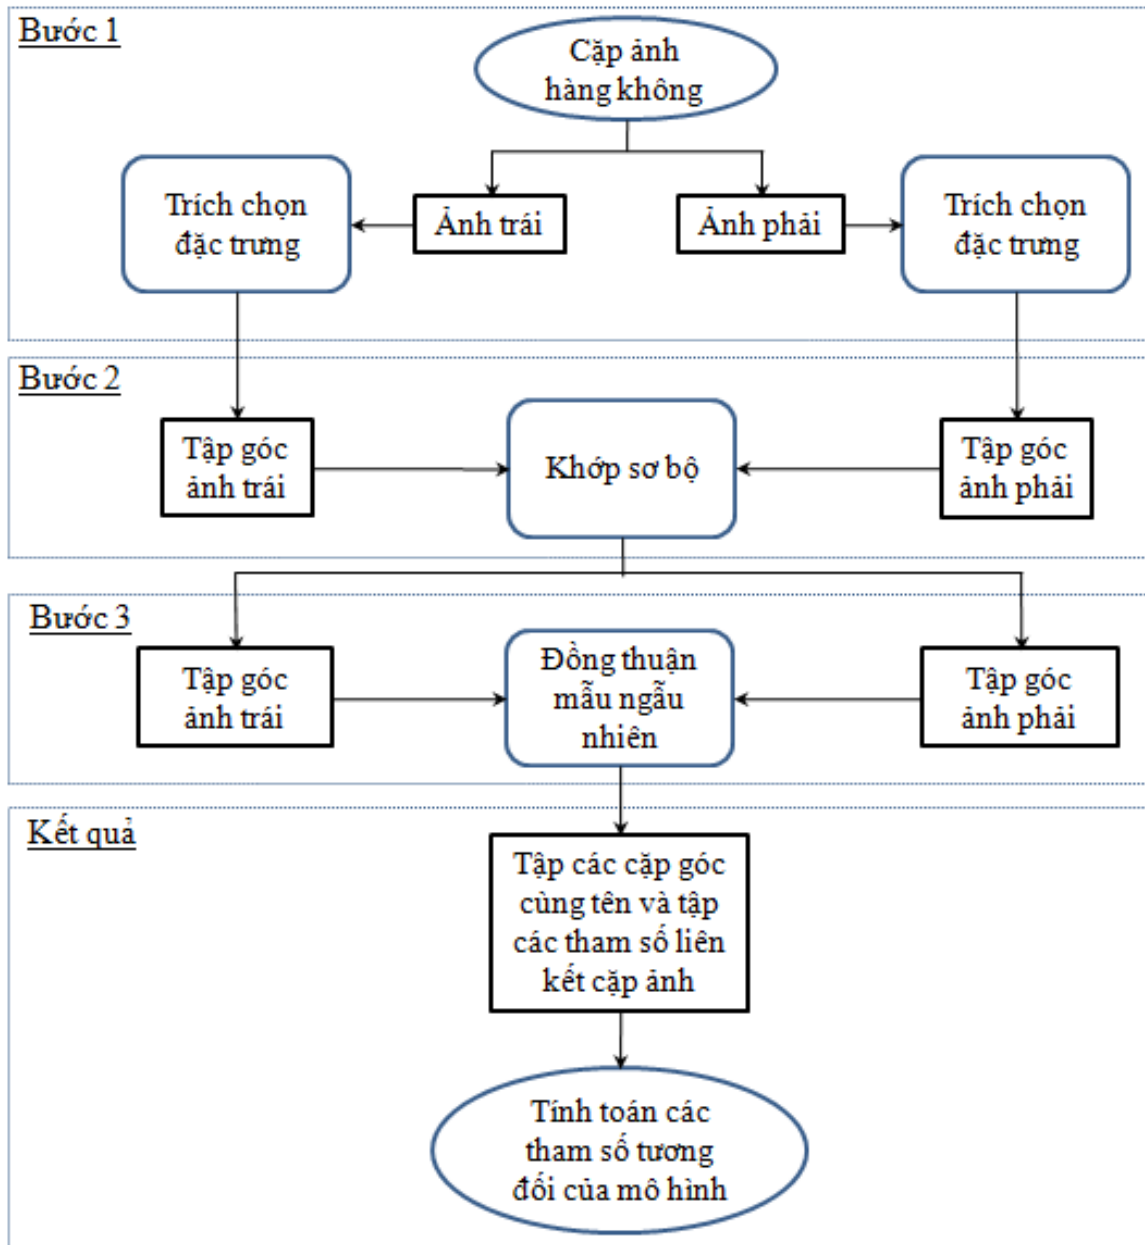 Bước 1
Cặp ảnh
hàng không
Trích chọn
đặc trưng
Ảnh trái
Ảnh phải
Trích chọn
đặc trưng
Bước 2
Tập góc
ảnh trái
Khớp sơ bộ
Tập góc
ảnh phải
Bước 3
Tập góc
ảnh trái
Đồng thuận
mẫu ngẫu
nhiên
Tập góc
ảnh phải
Kết quả
Tập các cặp góc
cùng tên và tập
các tham số liên
kết cặp ảnh
Tính toán các
tham số tương
đối của mô hình